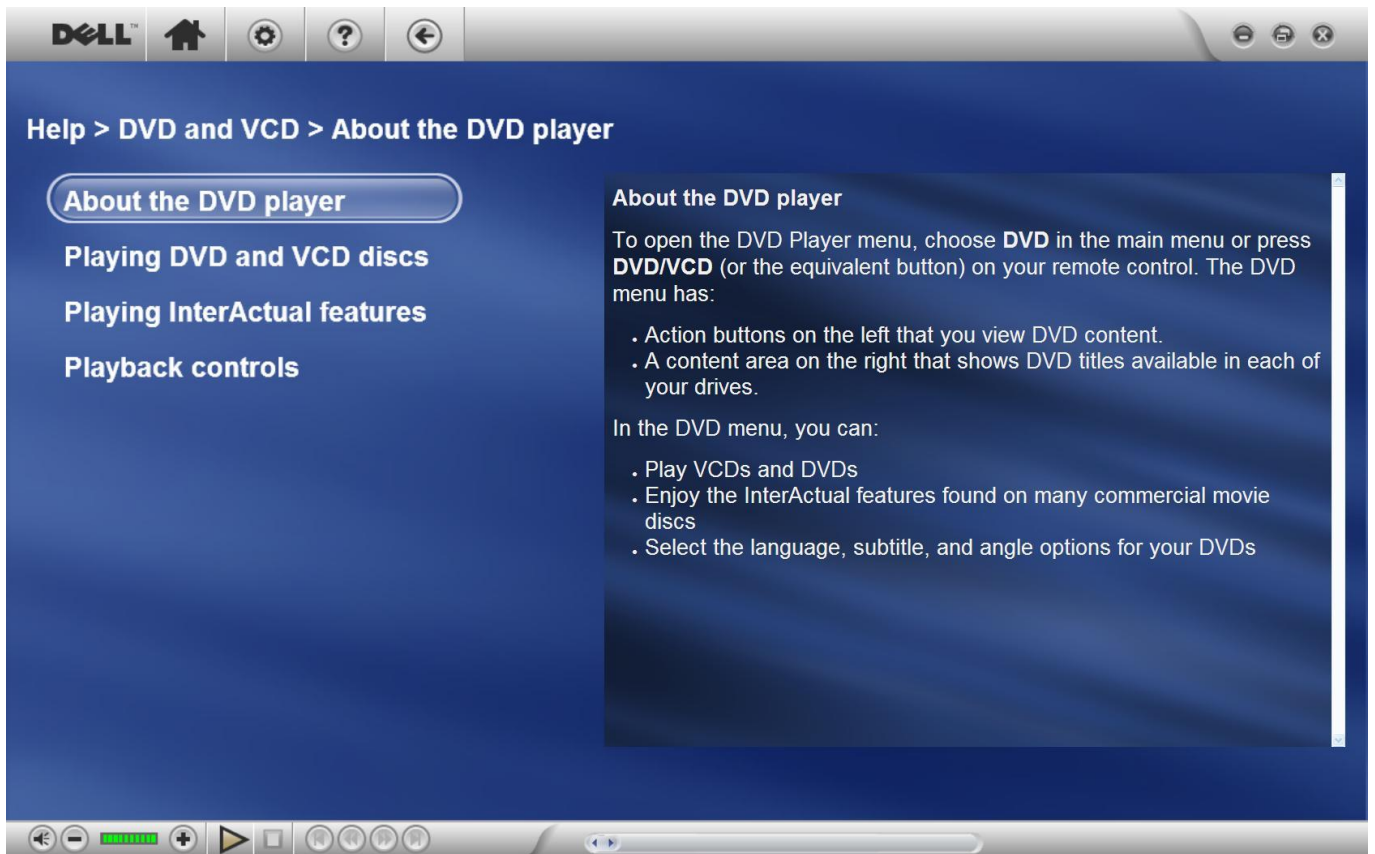 DELL™
?
Help > DVD and VCD > About the DVD player
About the DVD player
Playing DVD and VCD discs
Playing InterActual features
Playback controls
About the DVD player
To open the DVD Player menu, choose DVD in the main menu or press
DVD/VCD (or the equivalent button) on your remote control. The DVD
menu has:
• Action buttons on the left that you view DVD content.
• A content area on the right that shows DVD titles available in each of
your drives.
In the DVD menu, you can:
• Play VCDs and DVDs
• Enjoy the InterActual features found on many commercial movie
discs
• Select the language, subtitle, and angle options for your DVDs